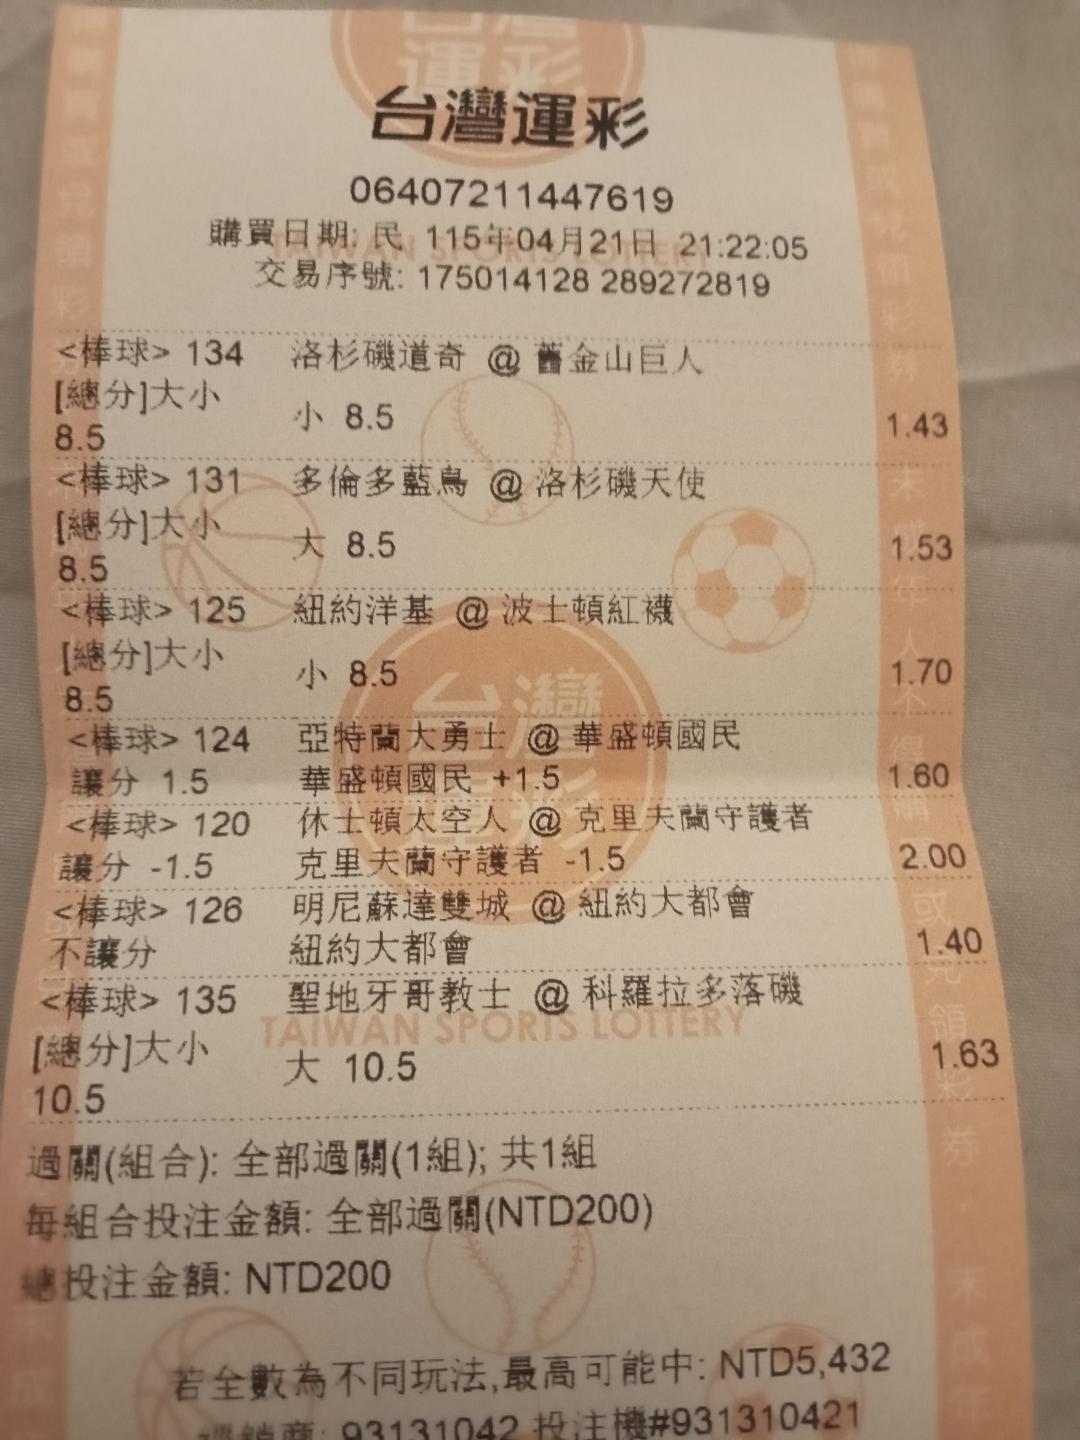 台灣運彩
06407211447619
購買日期: 民 115年04月21日 21:22:05
交易序號: 175014128 289272819
<棒球> 134 洛杉磯道奇 @ 舊金山巨人
[總分]大小 8.5 小 8.5 1.43
<棒球> 131 多倫多藍鳥 @ 洛杉磯天使
[總分]大小 8.5 大 8.5 1.53
<棒球> 125 紐約洋基 @ 波士頓紅襪
[總分]大小 8.5 小 8.5 1.70
<棒球> 124 亞特蘭大勇士 @ 華盛頓國民
讓分 1.5 華盛頓國民 +1.5 1.60
<棒球> 120 休士頓太空人 @ 克里夫蘭守護者
讓分 -1.5 克里夫蘭守護者 -1.5 2.00
<棒球> 126 明尼蘇達雙城 @ 紐約大都會
不讓分 紐約大都會 1.40
<棒球> 135 聖地牙哥教士 @ 科羅拉多落磯
TAIWAN SPORTS LOTTERY
[總分]大小 10.5 大 10.5 1.63
過關(組合): 全部過關(1組); 共1組
每組合投注金額: 全部過關(NTD200)
總投注金額: NTD200
若全數為不同玩法,最高可能中: NTD5,432
經銷商: 93131042 投注機#931310421